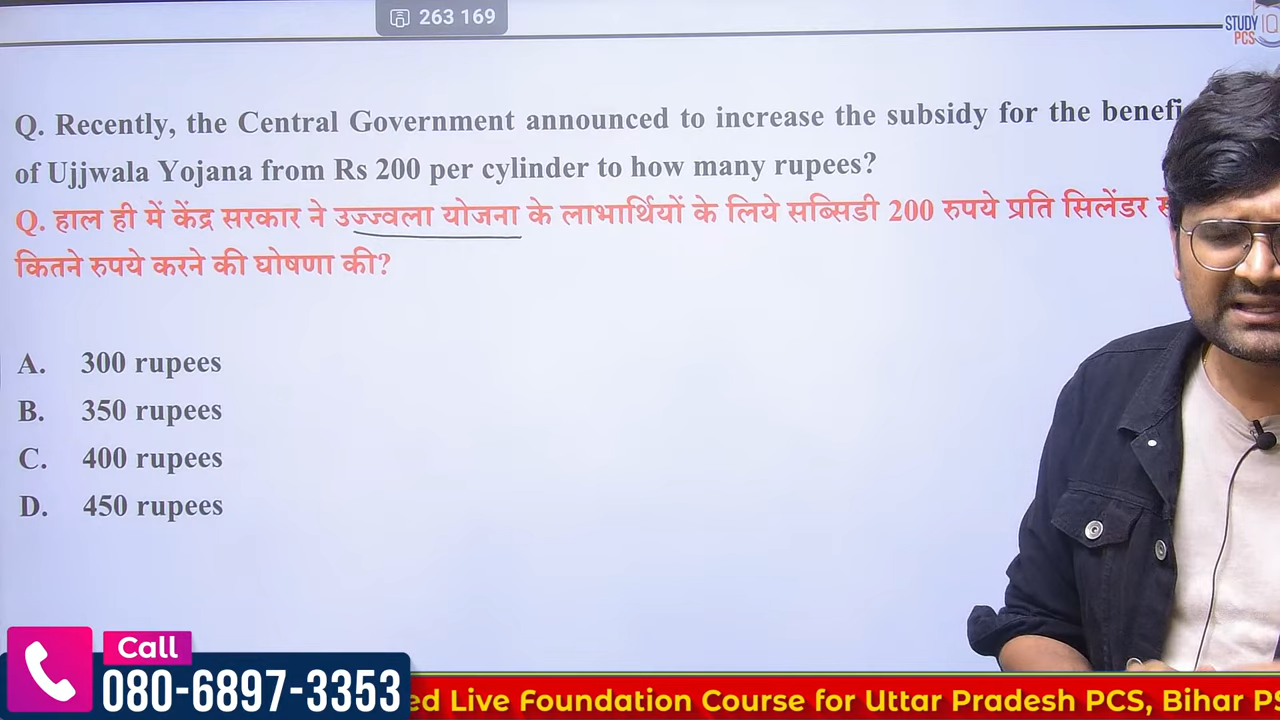 263 169
STUDY IQ
PCS
Q. Recently, the Central Government announced to increase the subsidy for the
of Ujjwala Yojana from Rs 200 per cylinder to how many rupees?
Q. हाल ही में केंद्र सरकार ने उज्ज्वला योजना के लाभार्थियों के लिये सब्सिडी 200 रुपये प्रति सिलेंडर
कितने रुपये करने की घोषणा की?
A. 300 rupees
B. 350 rupees
C. 400 rupees
D. 450 rupees
Call
080-6897-3353
Live Foundation Course for Uttar Pradesh PCS, Bihar